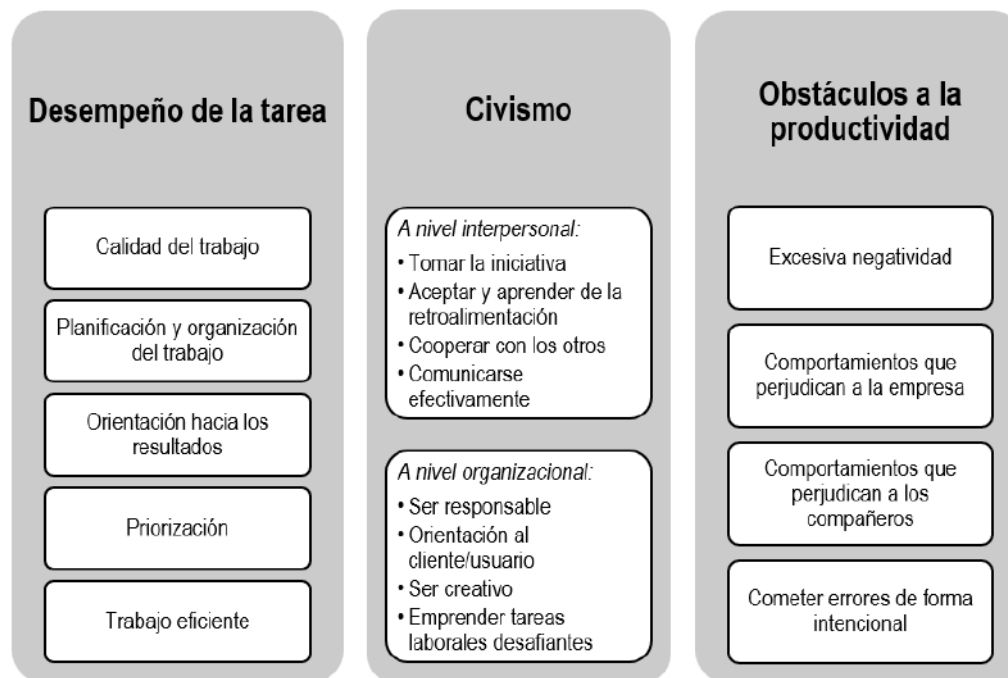 Desempeño de la tarea
Calidad del trabajo
Planificación y organización
del trabajo
Orientación hacia los
resultados
Priorización
Trabajo eficiente
Civismo
A nivel interpersonal:
• Tomar la iniciativa
• Aceptar y aprender de la
retroalimentación
• Cooperar con los otros
• Comunicarse
efectivamente
A nivel organizacional:
• Ser responsable
• Orientación al
cliente/usuario
• Ser creativo
• Emprender tareas
laborales desafiantes
Obstáculos a la
productividad
Excesiva negatividad
Comportamientos que
perjudican a la empresa
Comportamientos que
perjudican a los
compañeros
Cometer errores de forma
intencional